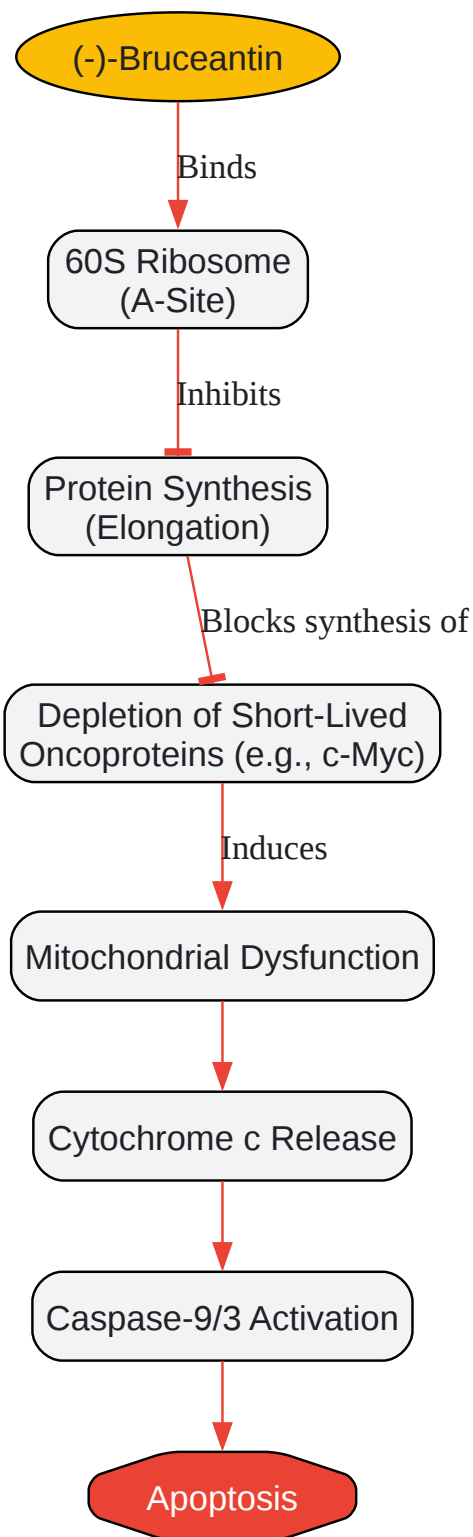 (-)-Bruceantin
Binds
60S Ribosome
(A-Site)
Inhibits
Protein Synthesis
(Elongation)
Blocks synthesis of
Depletion of Short-Lived
Oncoproteins (e.g., c-Myc)
Induces
Mitochondrial Dysfunction
Cytochrome c Release
Caspase-9/3 Activation
Apoptosis